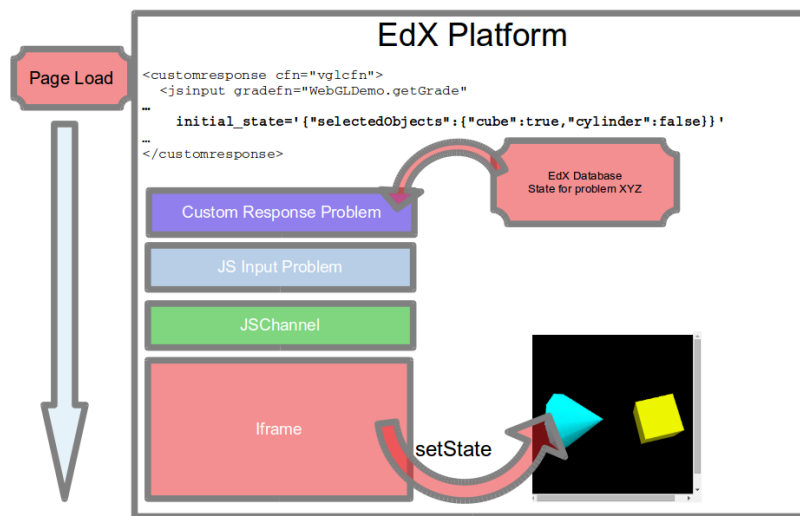 EdX Platform
Page Load
<customresponse cfn="vglcfn">
<jsinput gradefn="WebGLDemo.getGrade"
…
initial_state='{"selectedObjects":{"cube":true,"cylinder":false}}'
…
</customresponse>
EdX Database
State for problem XYZ
Custom Response Problem
JS Input Problem
JSChannel
Iframe
setState